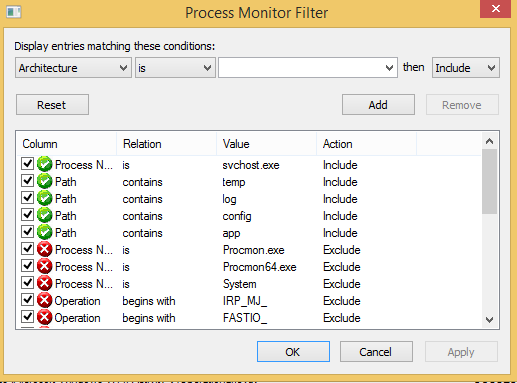 Process Monitor Filter
Display entries matching these conditions:
Architecture is then Include
Reset Add Remove
Column Relation Value Action
Process N... is svchost.exe Include
Path contains temp Include
Path contains log Include
Path contains config Include
Path contains app Include
Process N... is Procmon.exe Exclude
Process N... is Procmon64.exe Exclude
Process N... is System Exclude
Operation begins with IRP_MJ_ Exclude
Operation begins with FASTIO_ Exclude
OK Cancel Apply